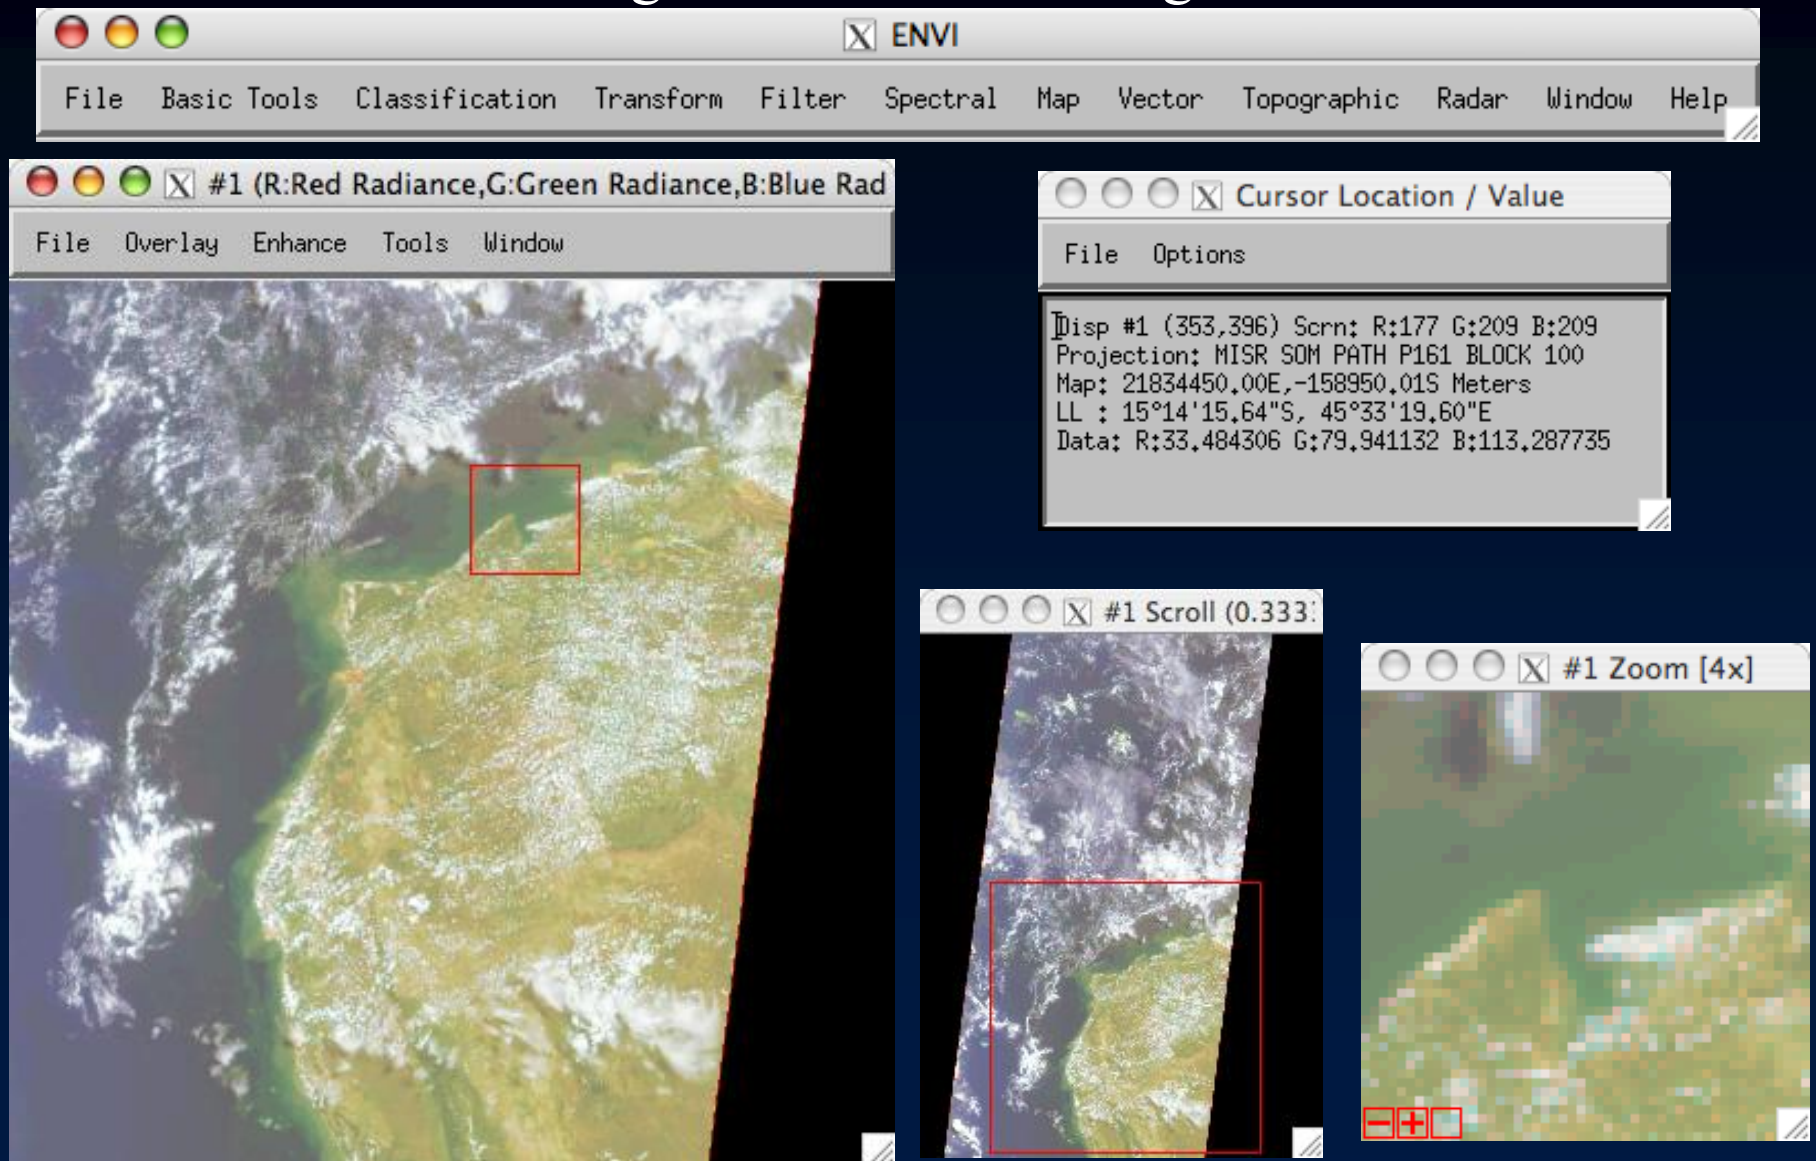 ENVI
File Basic Tools Classification Transform Filter Spectral Map Vector Topographic Radar Window Help
#1 (R:Red Radiance,G:Green Radiance,B:Blue Rad
File Overlay Enhance Tools Window
Cursor Location / Value
File Options
Disp #1 (353,396) Scrn: R:177 G:209 B:209
Projection: MISR SOM PATH P161 BLOCK 100
Map: 21834450.00E,-158950.01S Meters
LL : 15°14'15.64"S, 45°33'19.60"E
Data: R:33.484306 G:79.941132 B:113.287735
#1 Scroll (0.333
#1 Zoom [4x]